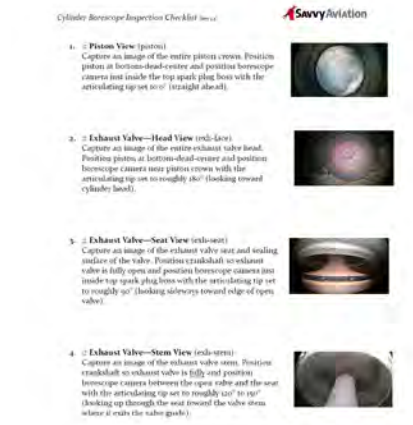 Cylinder Borescope Inspection Checklist
SAVVY AVIATION
1. □ Piston View (piston)
Capture an image of the entire piston crown. Position
piston at bottom-dead-center and position borescope
camera just inside the top spark plug boss with the
articulating tip set to 0° (straight ahead).
2. □ Exhaust Valve—Head View (exh-face)
Capture an image of the entire exhaust valve head.
Position piston at bottom-dead-center and position
borescope camera near piston crown with the
articulating tip set to roughly 180° (looking toward
cylinder head).
3. □ Exhaust Valve—Seat View (exh-seat)
Capture an image of the exhaust valve seat and sealing
surface of the valve. Position crankshaft so exhaust
valve is fully open and position borescope camera just
inside top spark plug boss with the articulating tip set
to roughly 90° (looking sideways toward edge of open
valve).
4. □ Exhaust Valve—Stem View (exh-stem)
Capture an image of the exhaust valve stem. Position
crankshaft so exhaust valve is fully and position
borescope camera between the open valve and the seat
with the articulating tip set to roughly 120° to 150°
(looking up through the seat toward the valve stem
where it exits the valve guide).